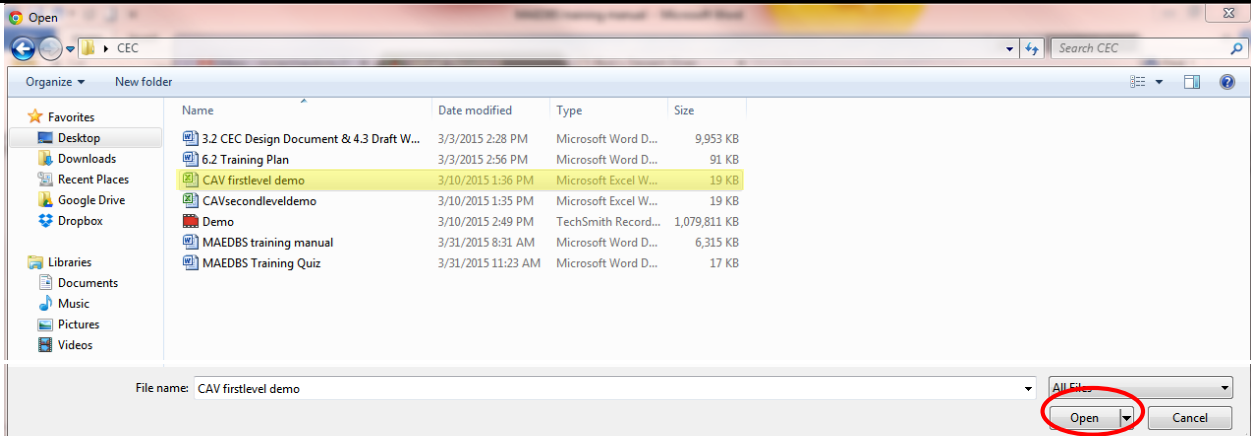 Open
MAEDBS training manual - Microsoft Word
CEC
Search CEC
Organize New folder
Name Date modified Type Size
Favorites
Desktop
Downloads
Recent Places
Google Drive
Dropbox
Libraries
Documents
Music
Pictures
Videos
3.2 CEC Design Document & 4.3 Draft W... 3/3/2015 2:28 PM Microsoft Word D... 9,953 KB
6.2 Training Plan 3/3/2015 2:56 PM Microsoft Word D... 91 KB
CAV firstlevel demo 3/10/2015 1:36 PM Microsoft Excel W... 19 KB
CAVsecondleveldemo 3/10/2015 1:35 PM Microsoft Excel W... 19 KB
Demo 3/10/2015 2:49 PM TechSmith Record... 1,079,811 KB
MAEDBS training manual 3/31/2015 8:31 AM Microsoft Word D... 6,315 KB
MAEDBS Training Quiz 3/31/2015 11:23 AM Microsoft Word D... 17 KB
File name: CAV firstlevel demo
All Files
Open Cancel